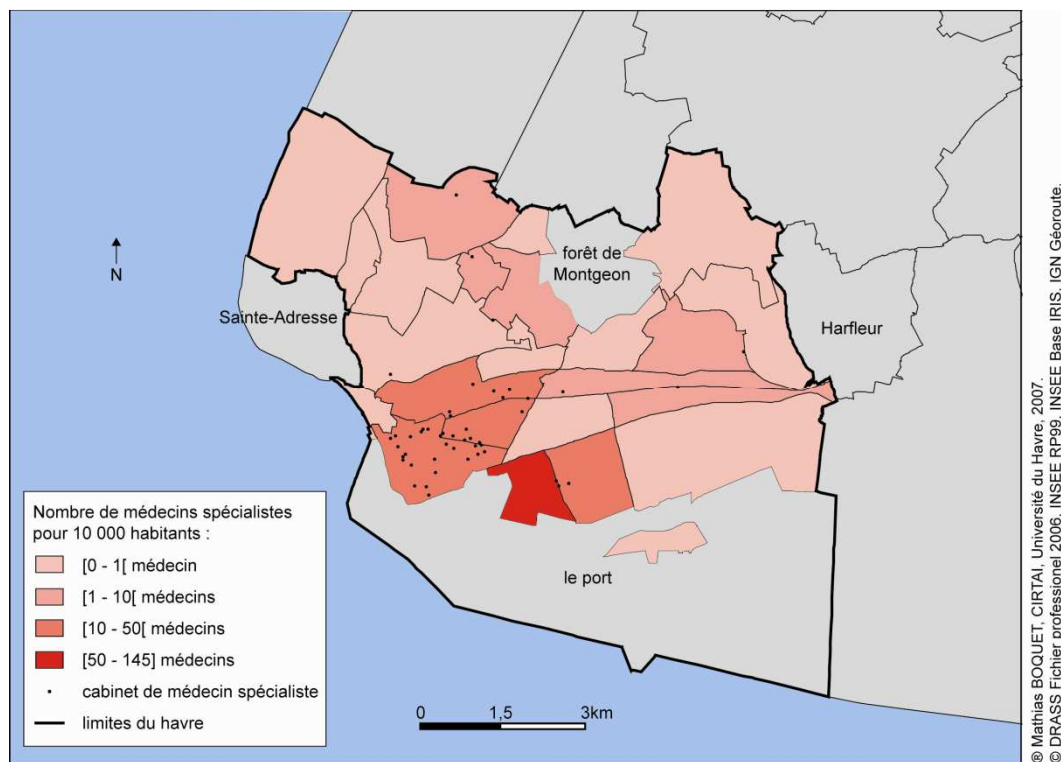 forêt de
Montgeon
N
Sainte-Adresse
Harfleur
le port
Nombre de médecins spécialistes
pour 10 000 habitants :
[0 - 1[ médecin
[1 - 10[ médecins
[10 - 50[ médecins
[50 - 145] médecins
cabinet de médecin spécialiste
limites du havre
0 1,5 3km
® Mathias BOQUET, CIRTAI, Université du Havre, 2007.
© DRASS Fichier professionel 2006, INSEE RP99, INSEE Base IRIS, IGN Géoroute.